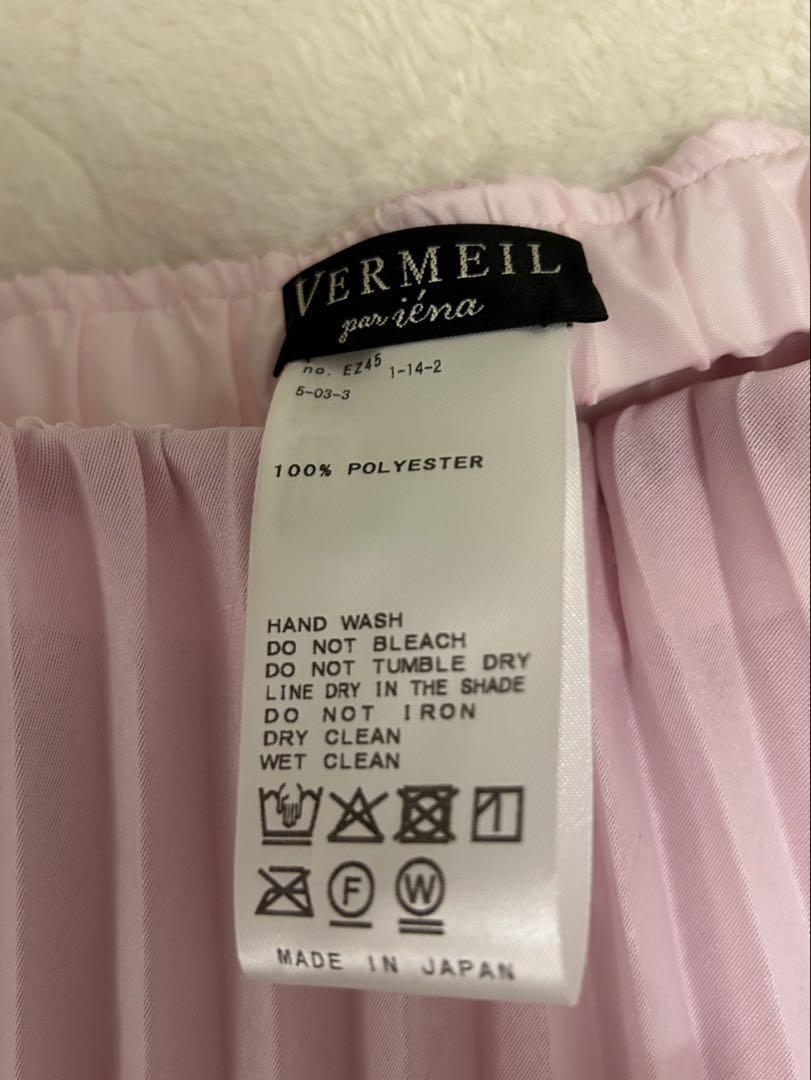 VERMEIL
par iéna
no. EZ45 1-14-2
5-03-3
100% POLYESTER
HAND WASH
DO NOT BLEACH
DO NOT TUMBLE DRY
LINE DRY IN THE SHADE
DO NOT IRON
DRY CLEAN
WET CLEAN
F W
MADE IN JAPAN